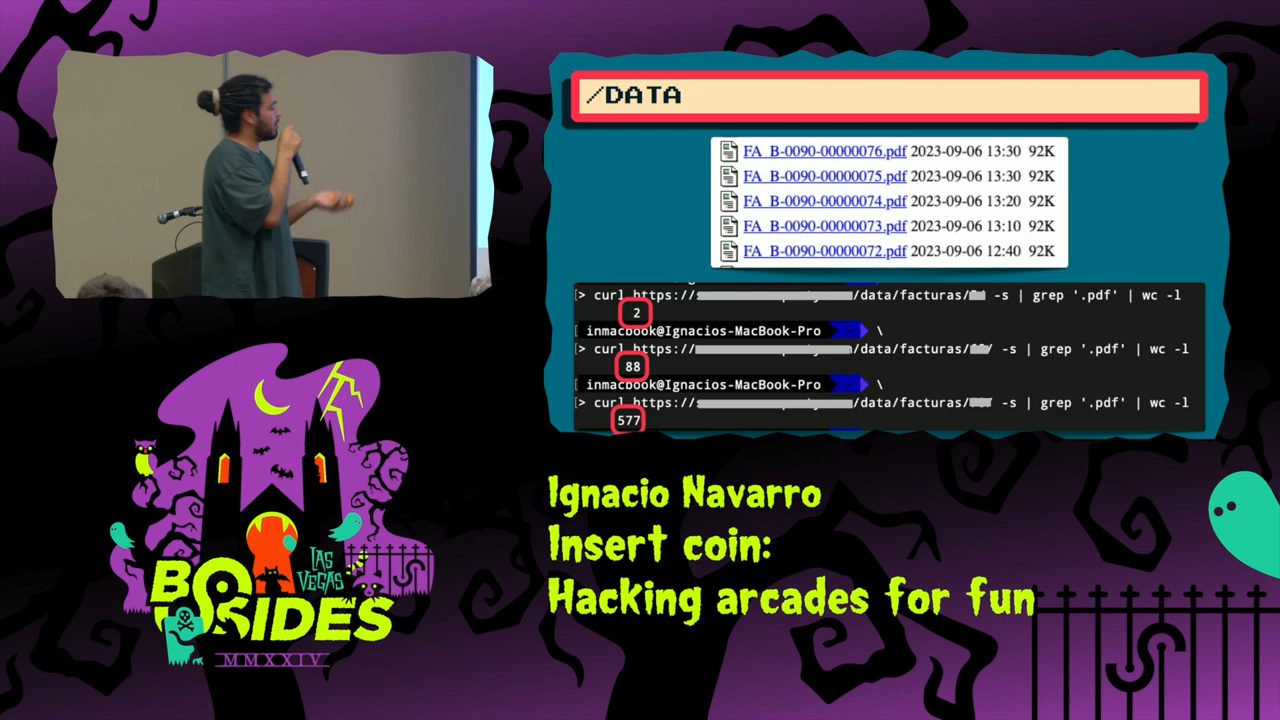 /DATA
FA_B-0090-00000076.pdf 2023-09-06 13:30 92K
FA_B-0090-00000075.pdf 2023-09-06 13:30 92K
FA_B-0090-00000074.pdf 2023-09-06 13:20 92K
FA_B-0090-00000073.pdf 2023-09-06 13:10 92K
FA_B-0090-00000072.pdf 2023-09-06 12:40 92K
[> curl https:// /data/facturas/ -s | grep '.pdf' | wc -l
2
[ inmacbook@Ignacios-MacBook-Pro ~ \
[> curl https:// /data/facturas/ / -s | grep '.pdf' | wc -l
88
[ inmacbook@Ignacios-MacBook-Pro ~ \
[> curl https:// /data/facturas/ -s | grep '.pdf' | wc -l
577
Ignacio Navarro
Insert coin:
Hacking arcades for fun
LAS
VEGAS
BSIDES
MMXXIV